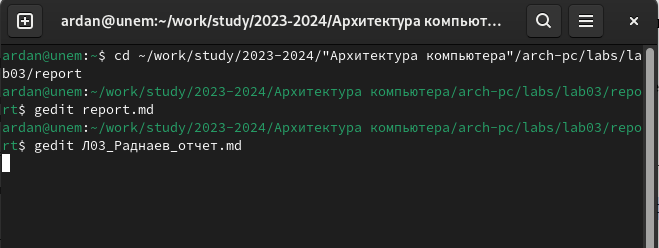 ardan@unem:~/work/study/2023-2024/Архитектура компьют…
ardan@unem:~$ cd ~/work/study/2023-2024/"Архитектура компьютера"/arch-pc/labs/la
b03/report
ardan@unem:~/work/study/2023-2024/Архитектура компьютера/arch-pc/labs/lab03/repo
rt$ gedit report.md
ardan@unem:~/work/study/2023-2024/Архитектура компьютера/arch-pc/labs/lab03/repo
rt$ gedit Л03_Раднаев_отчет.md